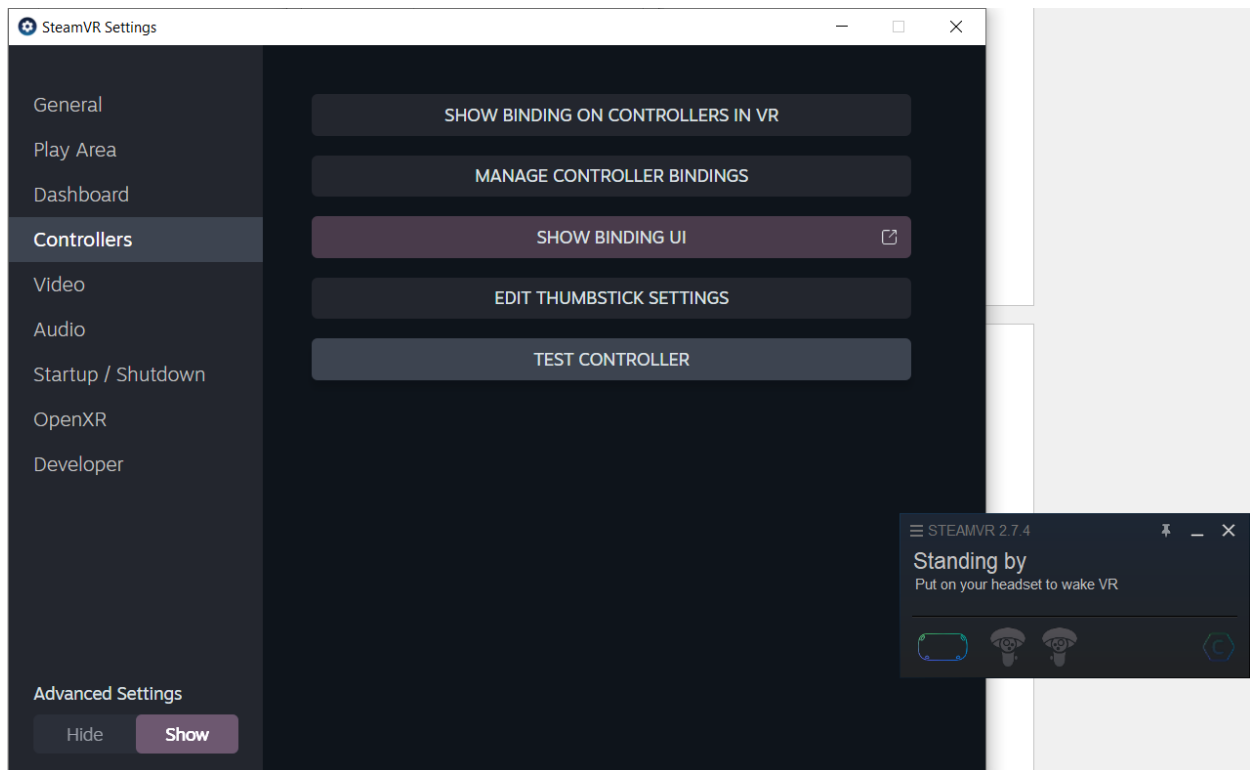 SteamVR Settings
General
Play Area
Dashboard
Controllers
Video
Audio
Startup / Shutdown
OpenXR
Developer
Advanced Settings
Hide
Show
SHOW BINDING ON CONTROLLERS IN VR
MANAGE CONTROLLER BINDINGS
SHOW BINDING UI
EDIT THUMBSTICK SETTINGS
TEST CONTROLLER
STEAMVR 2.7.4
Standing by
Put on your headset to wake VR
C